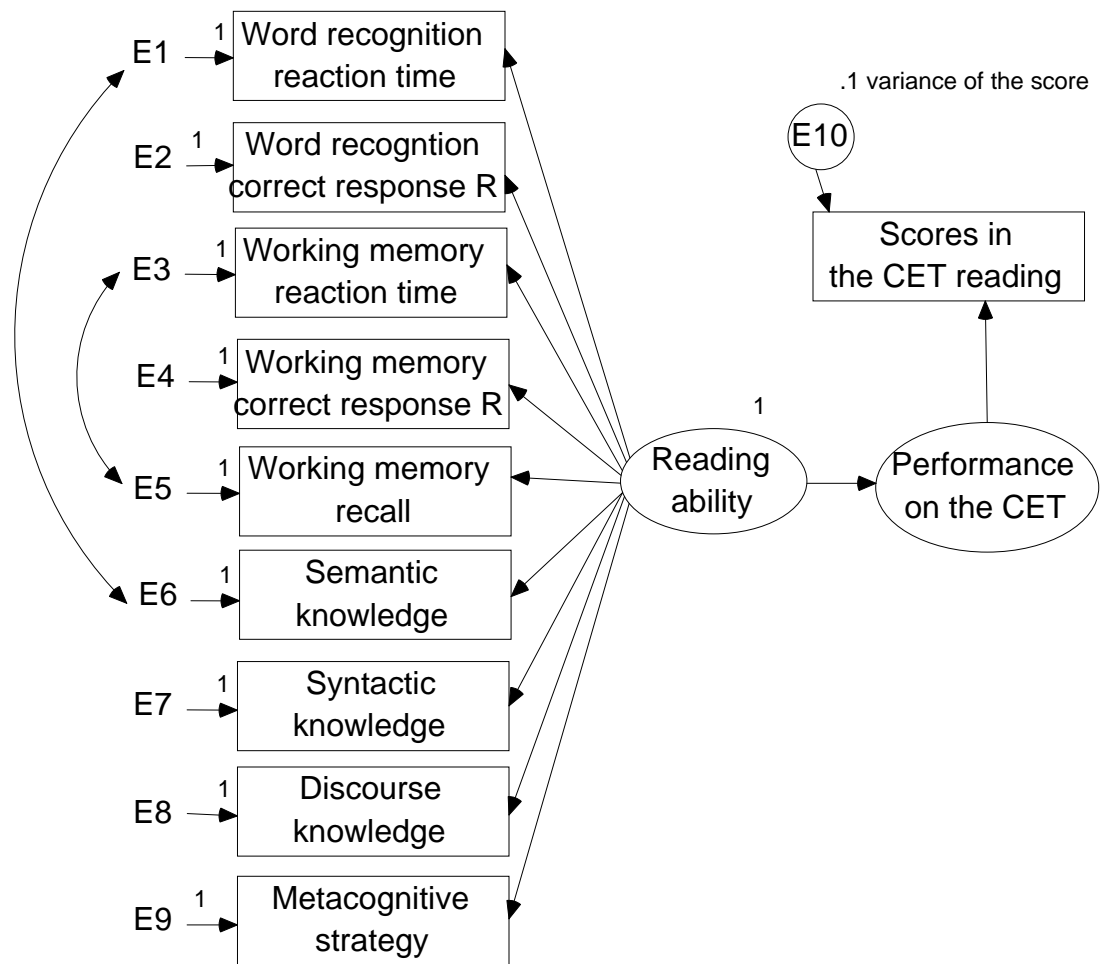 1
E1
Word recognition
reaction time
1
E2
Word recogntion
correct response R
1
E3
Working memory
reaction time
1
E4
Working memory
correct response R
1
E5
Working memory
recall
1
E6
Semantic
knowledge
1
E7
Syntactic
knowledge
1
E8
Discourse
knowledge
1
E9
Metacognitive
strategy
1
Reading
ability
.1 variance of the score
E10
Scores in
the CET reading
Performance
on the CET